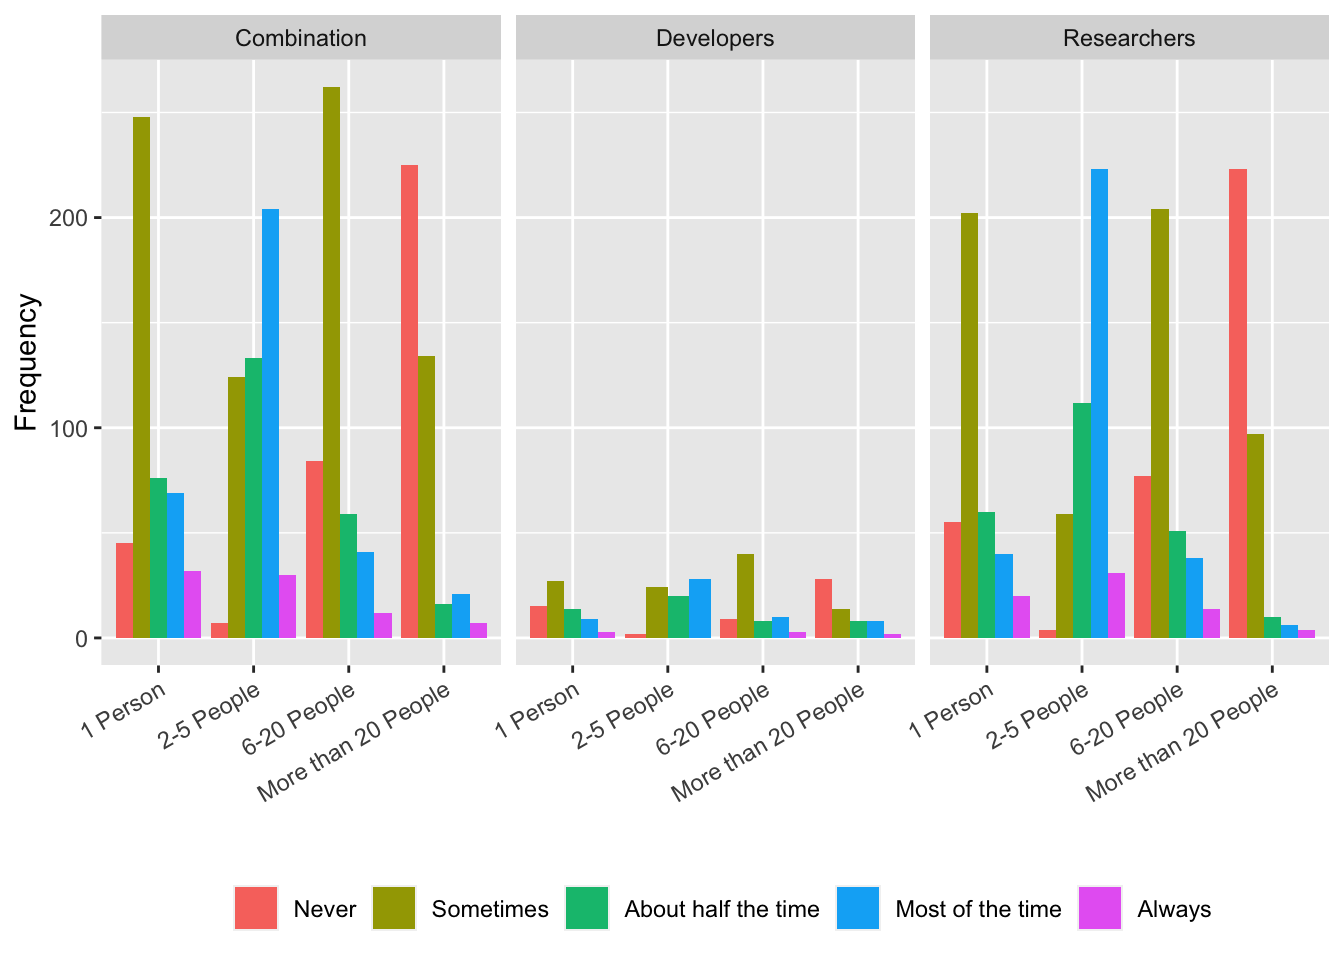 Combination
Developers
Researchers
Frequency
200
100
0
1 Person
2-5 People
6-20 People
More than 20 People
1 Person
2-5 People
6-20 People
More than 20 People
1 Person
2-5 People
6-20 People
More than 20 People
Never
Sometimes
About half the time
Most of the time
Always